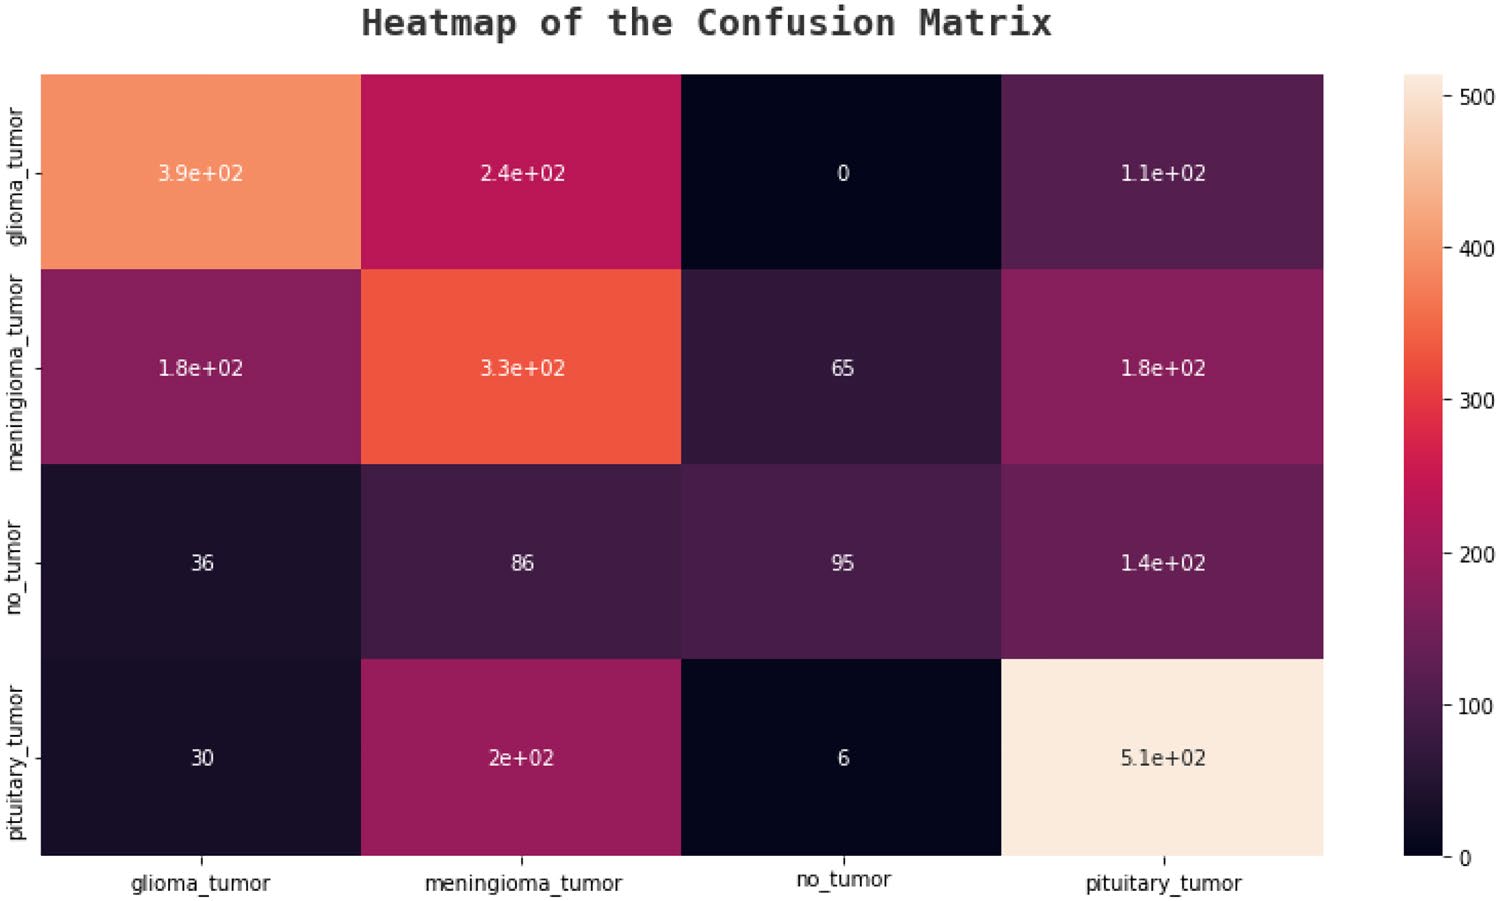 Heatmap of the Confusion Matrix
glioma_tumor
3.9e+02
2.4e+02
0
1.1e+02
meningioma_tumor
1.8e+02
3.3e+02
65
1.8e+02
no_tumor
36
86
95
1.4e+02
pituitary_tumor
30
2e+02
6
5.1e+02
glioma_tumor
meningioma_tumor
no_tumor
pituitary_tumor
500
400
300
200
100
0